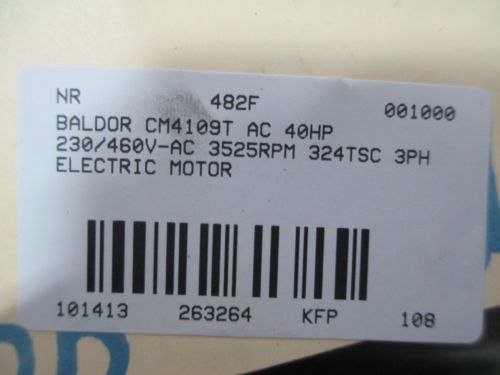 NR 482F 001000
BALDOR CM4109T AC 40HP
230/460V-AC 3525RPM 324TSC 3PH
ELECTRIC MOTOR
101413 263264 KFP 108